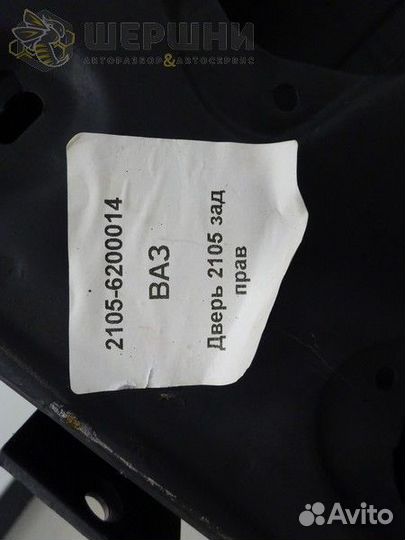 ШЕРШНИ
АВТОРАЗБОР&АВТОСЕРВИС
2105-6200014
ВАЗ
Дверь 2105 зад
прав
Avito